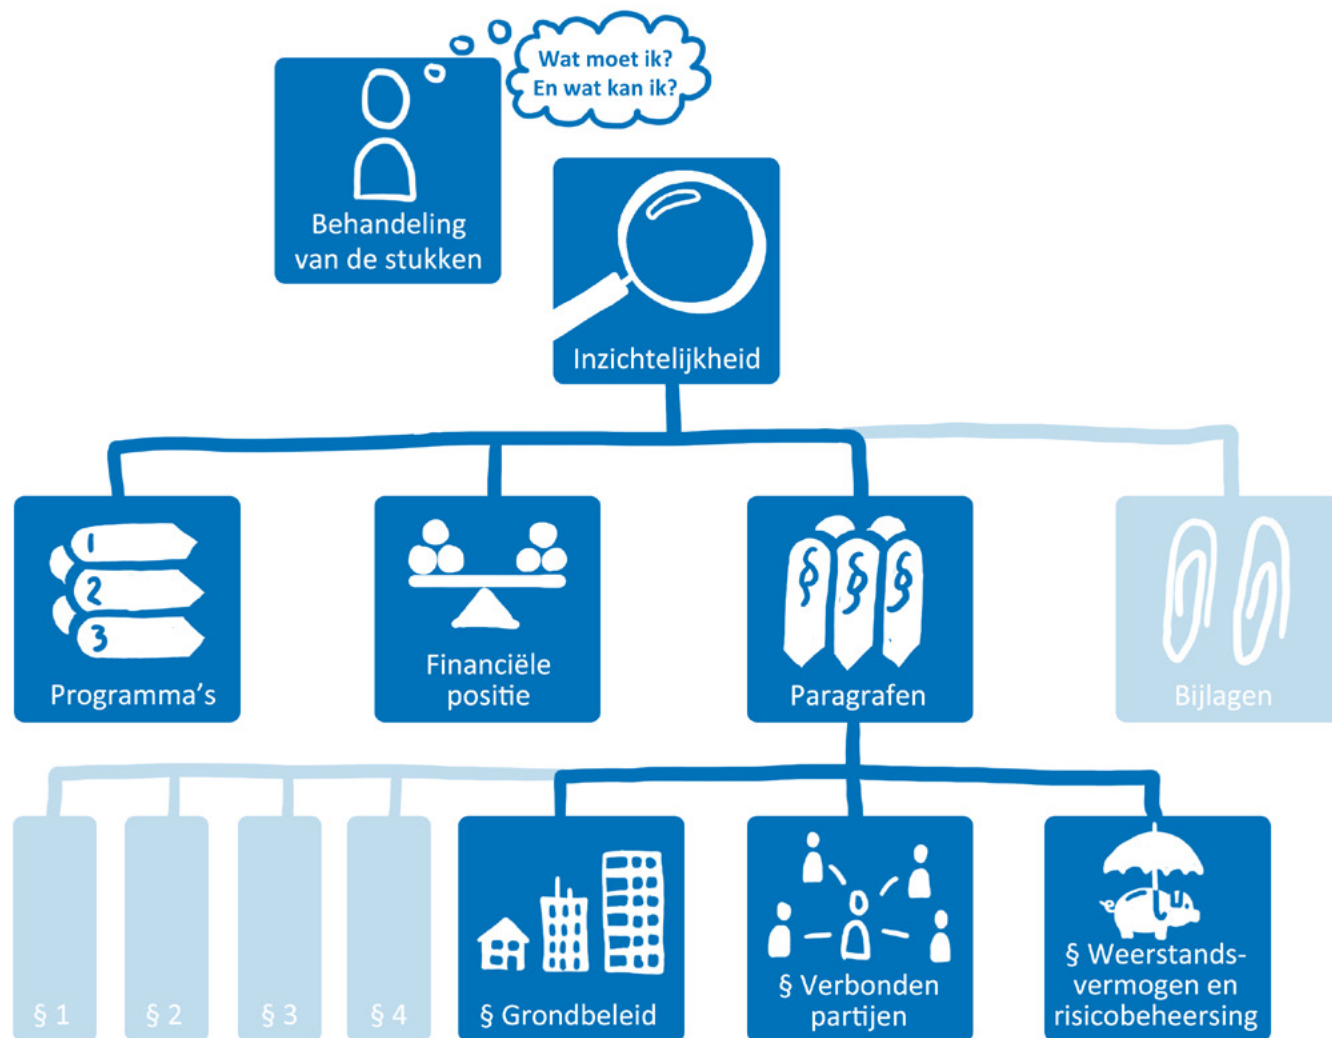 Wat moet ik?
En wat kan ik?
Behandeling
van de stukken
Inzichtelijkheid
1
2
3
Programma's
Financiële
positie
§ § §
Paragrafen
Bijlagen
§ 1
§ 2
§ 3
§ 4
§ Grondbeleid
§ Verbonden
partijen
§ Weerstands-
vermogen en
risicobeheersing